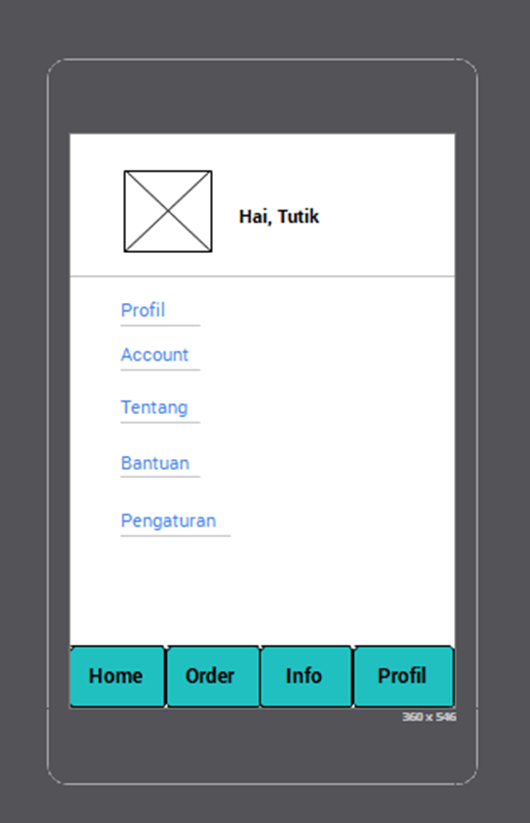 Hai, Tutik
Profil
Account
Tentang
Bantuan
Pengaturan
Home Order Info Profil
360 x 546